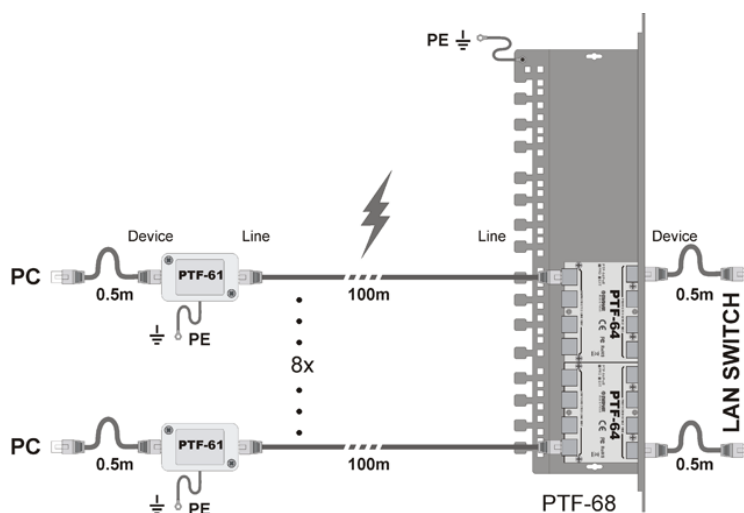 PE
Device
Line
Line
Device
PC
PTF-61
0.5m
100m
0.5m
PE
PTF-64
8x
LAN SWITCH
PTF-64
PC
PTF-61
0.5m
100m
0.5m
PE
PTF-68